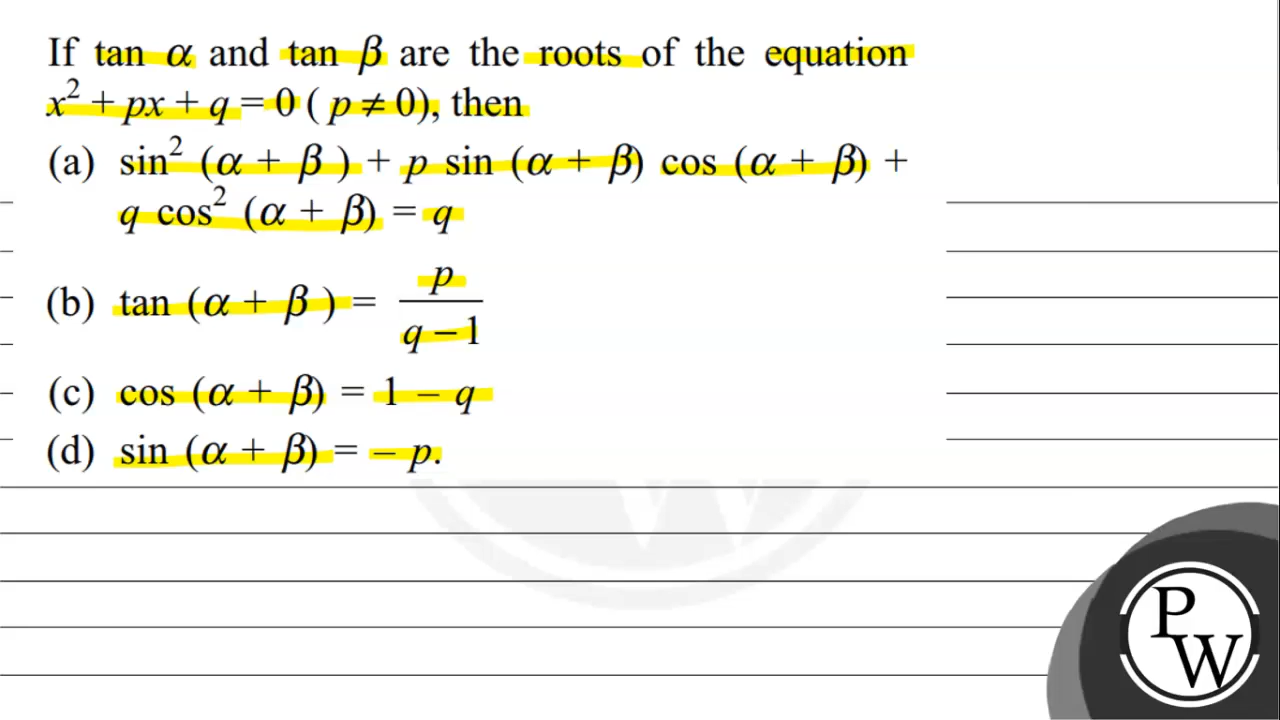 If tan α and tan β are the roots of the equation
x² + px + q = 0 ( p ≠ 0), then
(a) sin² (α + β ) + p sin (α + β) cos (α + β) +
q cos² (α + β) = q
(b) tan (α + β ) = p / q − 1
(c) cos (α + β) = 1 − q
(d) sin (α + β) = − p.
P
W